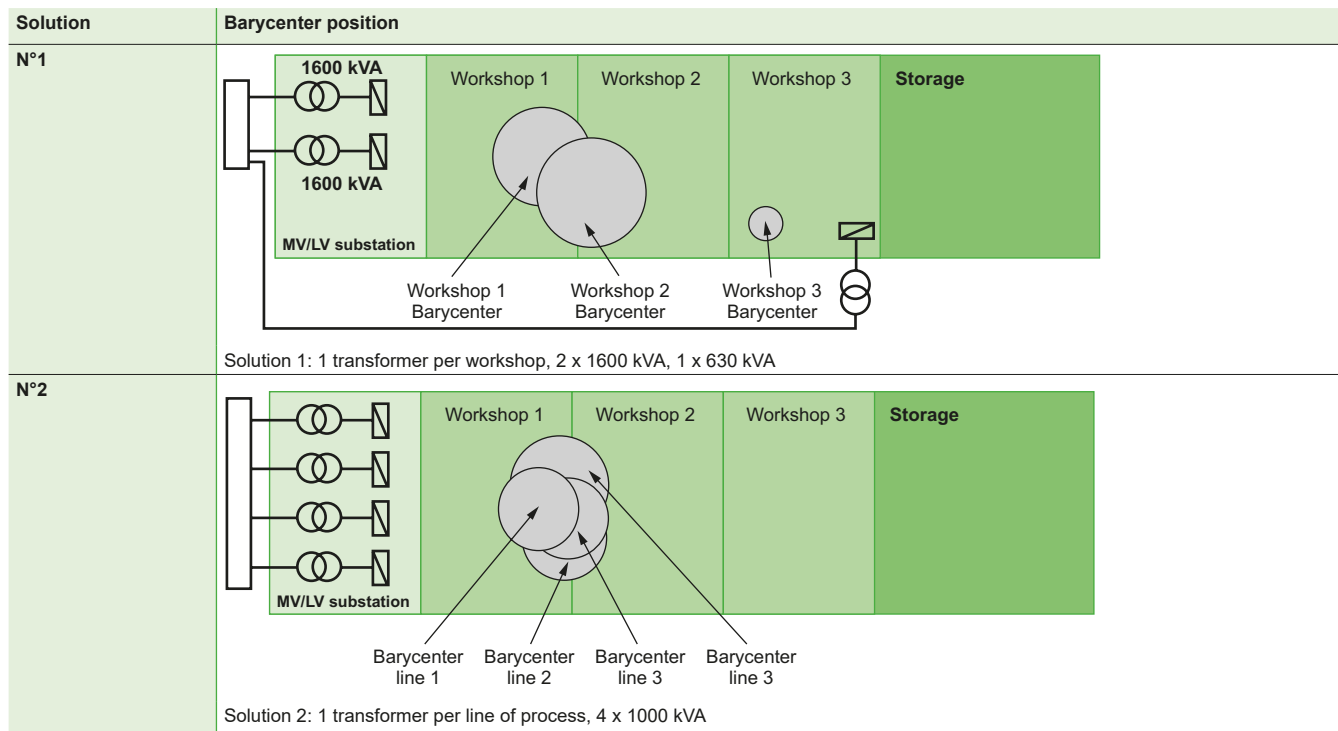 Solution Barycenter position
N°1
1600 kVA
Workshop 1 Workshop 2 Workshop 3 Storage
1600 kVA
MV/LV substation
Workshop 1 Workshop 2 Workshop 3
Barycenter Barycenter Barycenter
Solution 1: 1 transformer per workshop, 2 x 1600 kVA, 1 x 630 kVA
N°2
Workshop 1 Workshop 2 Workshop 3 Storage
MV/LV substation
Barycenter Barycenter Barycenter Barycenter
line 1 line 2 line 3 line 3
Solution 2: 1 transformer per line of process, 4 x 1000 kVA